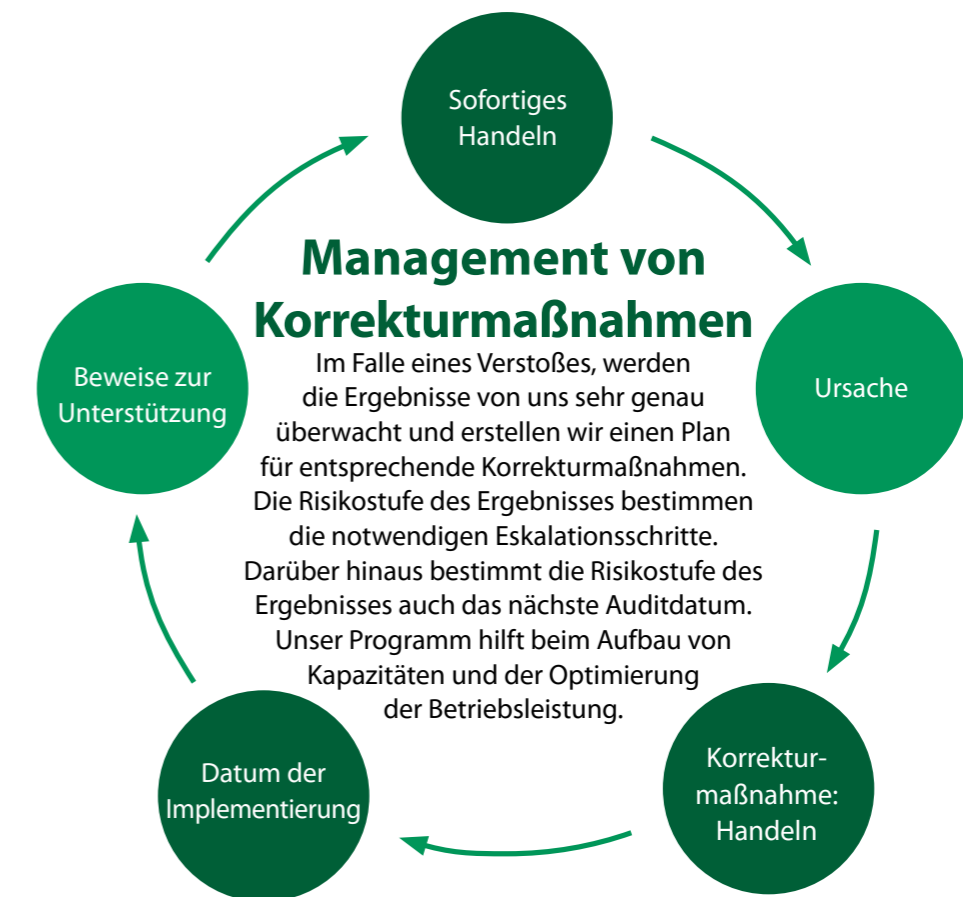 Sofortiges
Handeln
Management von
Korrekturmaßnahmen
Im Falle eines Verstoßes, werden
die Ergebnisse von uns sehr genau
überwacht und erstellen wir einen Plan
für entsprechende Korrekturmaßnahmen.
Die Risikostufe des Ergebnisses bestimmen
die notwendigen Eskalationsschritte.
Darüber hinaus bestimmt die Risikostufe des
Ergebnisses auch das nächste Auditdatum.
Unser Programm hilft beim Aufbau von
Kapazitäten und der Optimierung
der Betriebsleistung.
Ursache
Korrektur-
maßnahme:
Handeln
Datum der
Implementierung
Beweise zur
Unterstützung